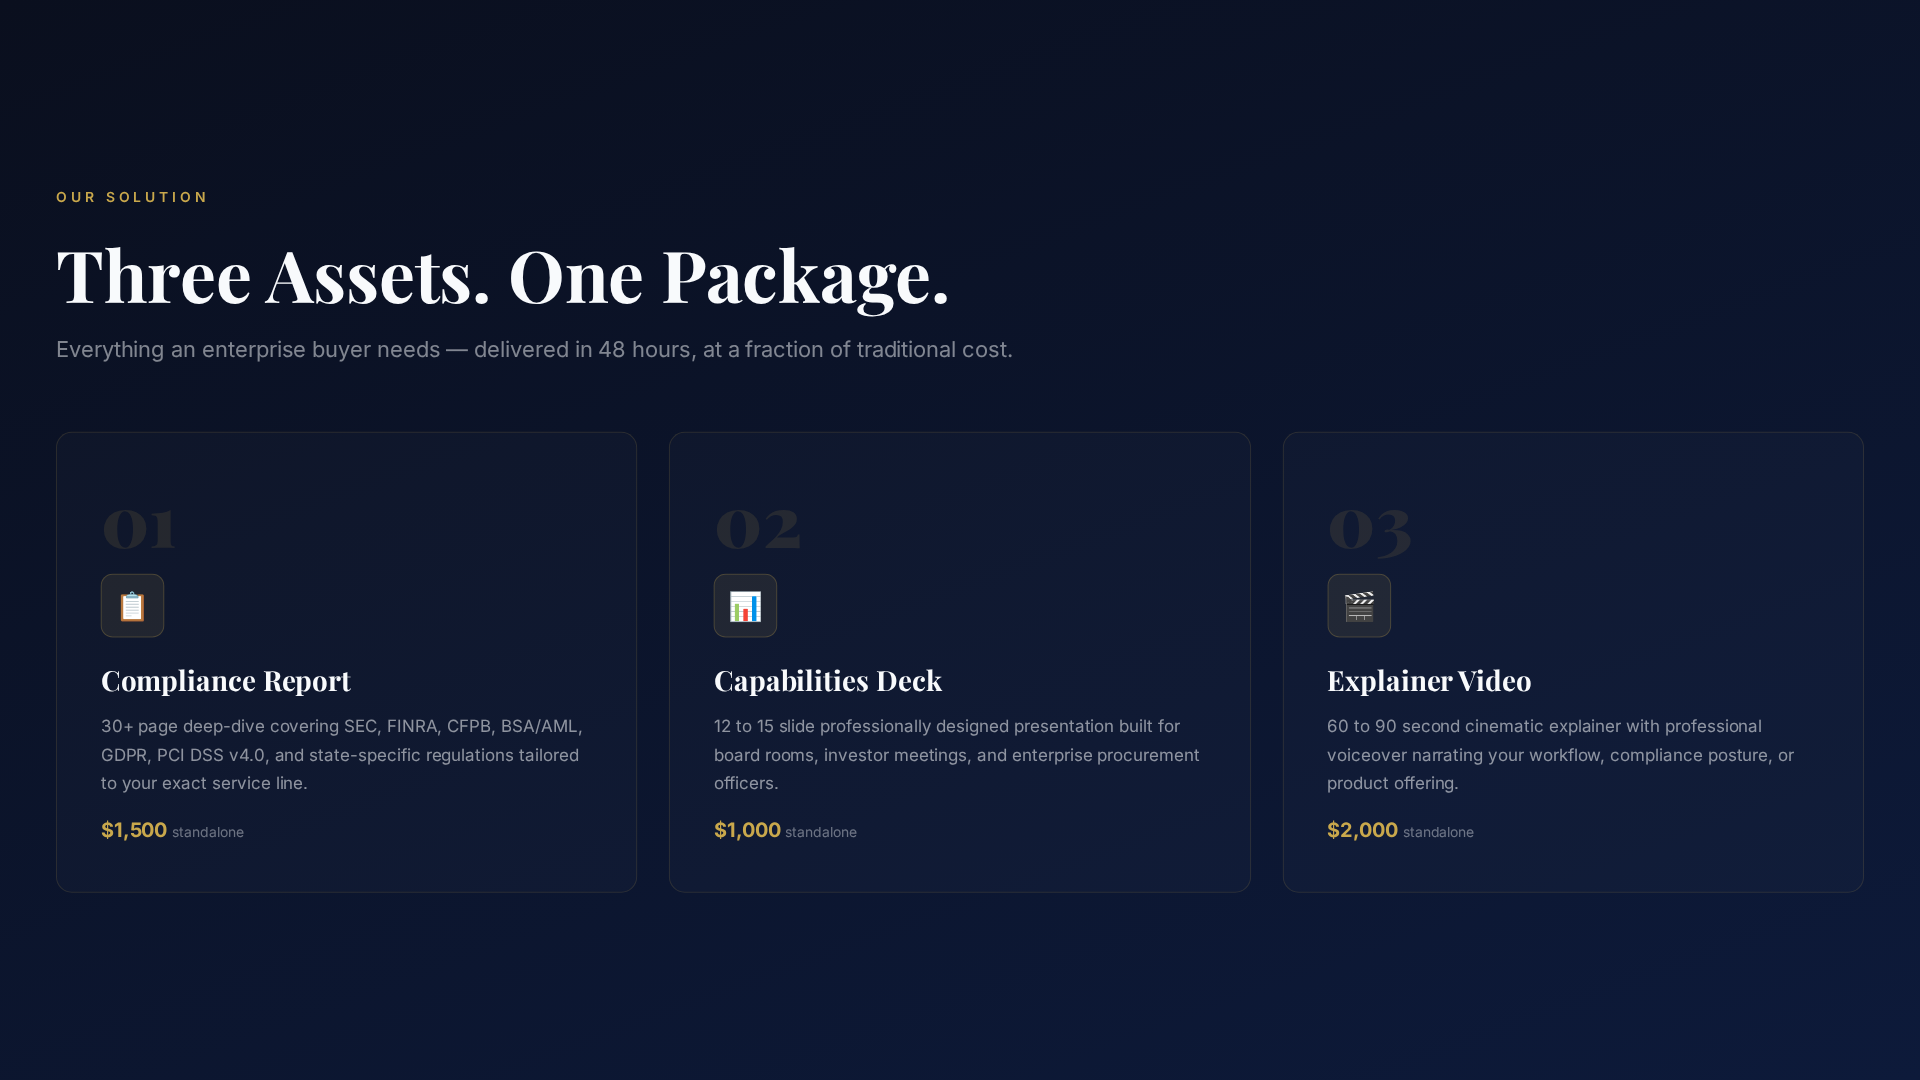 OUR SOLUTION
Three Assets. One Package.
Everything an enterprise buyer needs — delivered in 48 hours, at a fraction of traditional cost.
01
Compliance Report
30+ page deep-dive covering SEC, FINRA, CFPB, BSA/AML,
GDPR, PCI DSS v4.0, and state-specific regulations tailored
to your exact service line.
$1,500 standalone
02
Capabilities Deck
12 to 15 slide professionally designed presentation built for
board rooms, investor meetings, and enterprise procurement
officers.
$1,000 standalone
03
Explainer Video
60 to 90 second cinematic explainer with professional
voiceover narrating your workflow, compliance posture, or
product offering.
$2,000 standalone